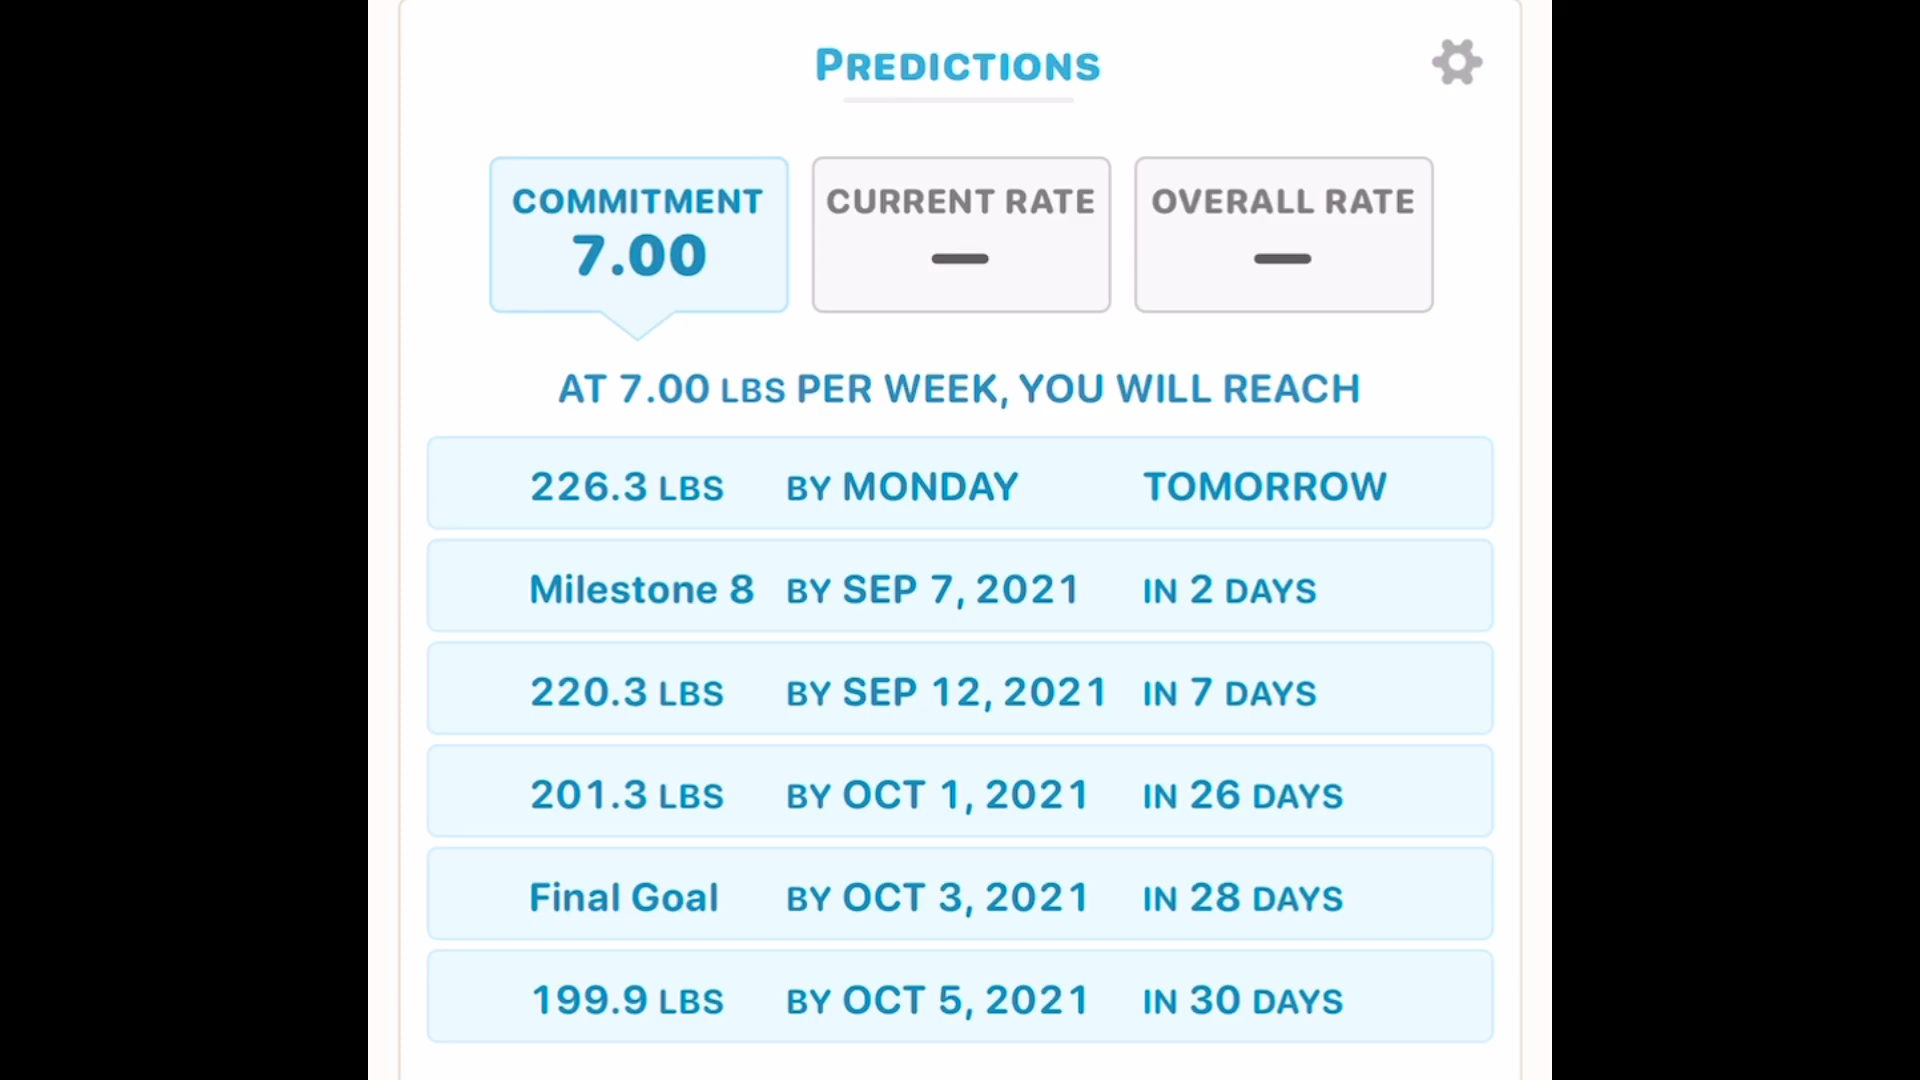 PREDICTIONS
COMMITMENT
7.00
CURRENT RATE
—
OVERALL RATE
—
AT 7.00 LBS PER WEEK, YOU WILL REACH
226.3 LBS BY MONDAY TOMORROW
Milestone 8 BY SEP 7, 2021 IN 2 DAYS
220.3 LBS BY SEP 12, 2021 IN 7 DAYS
201.3 LBS BY OCT 1, 2021 IN 26 DAYS
Final Goal BY OCT 3, 2021 IN 28 DAYS
199.9 LBS BY OCT 5, 2021 IN 30 DAYS